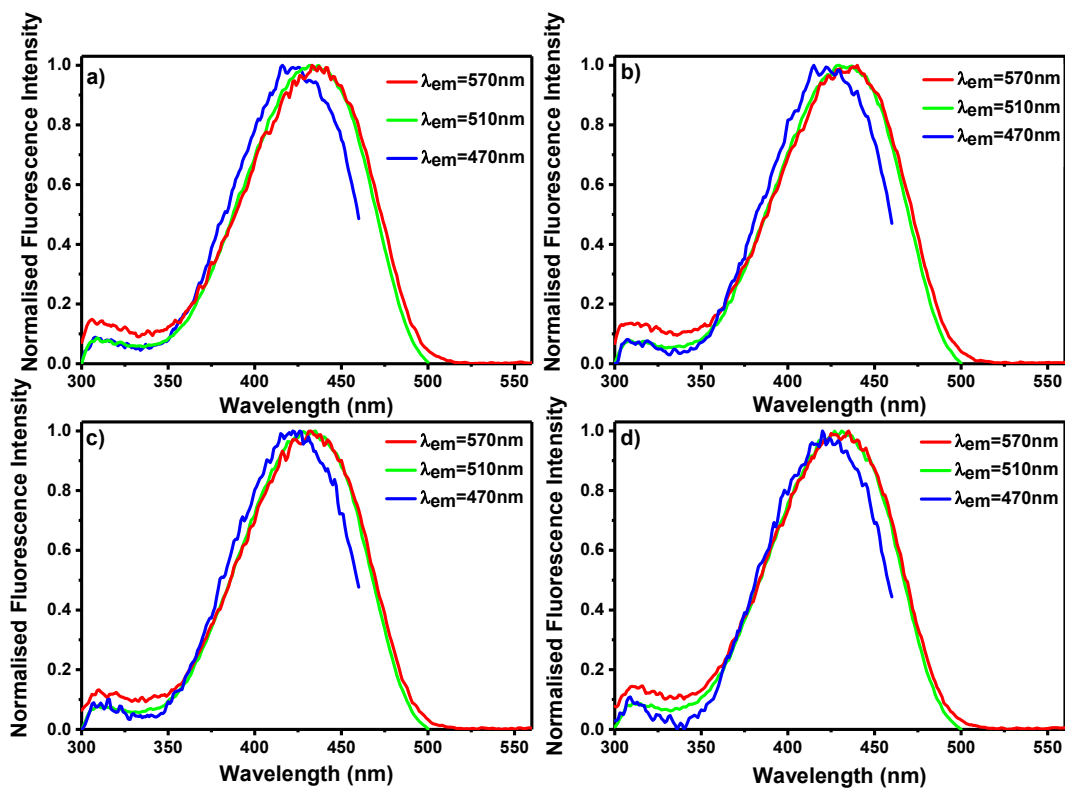 a)
λem=570nm
λem=510nm
λem=470nm
Normalised Fluorescence Intensity
1.0
0.8
0.6
0.4
0.2
0.0
300 350 400 450 500 550
Wavelength (nm)
b)
λem=570nm
λem=510nm
λem=470nm
Normalised Fluorescence Intensity
1.0
0.8
0.6
0.4
0.2
0.0
300 350 400 450 500 550
Wavelength (nm)
c)
λem=570nm
λem=510nm
λem=470nm
Normalised Fluorescence Intensity
1.0
0.8
0.6
0.4
0.2
0.0
300 350 400 450 500 550
Wavelength (nm)
d)
λem=570nm
λem=510nm
λem=470nm
Normalised Fluorescence Intensity
1.0
0.8
0.6
0.4
0.2
0.0
300 350 400 450 500 550
Wavelength (nm)